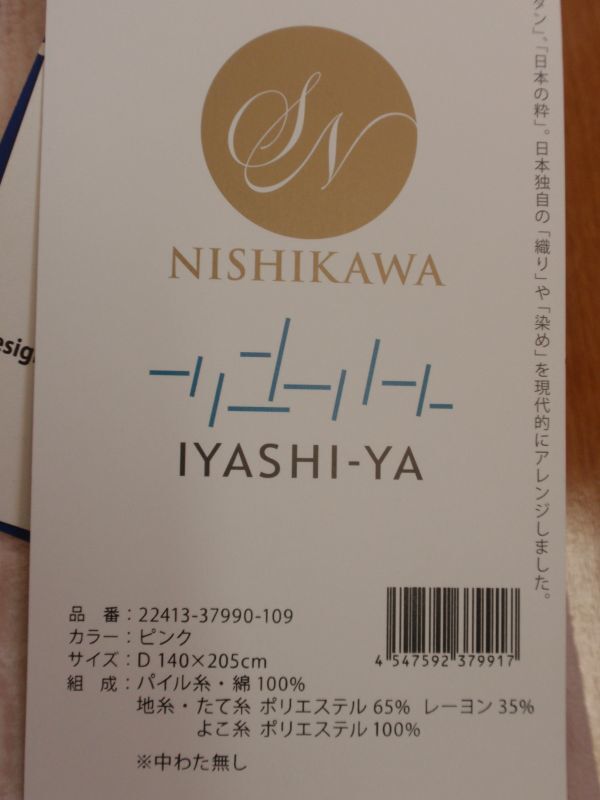 SN
NISHIKAWA
IYASHI-YA
タン」、「日本の粋」。日本独自の「織り」や「染め」を現代的にアレンジしました。
esig
品 番：22413-37990-109
カラー：ピンク
サイズ：D 140×205cm
組 成：パイル糸・綿 100%
地糸・たて糸 ポリエステル 65% レーヨン 35%
よこ糸 ポリエステル 100%
※中わた無し
4 547592 379917